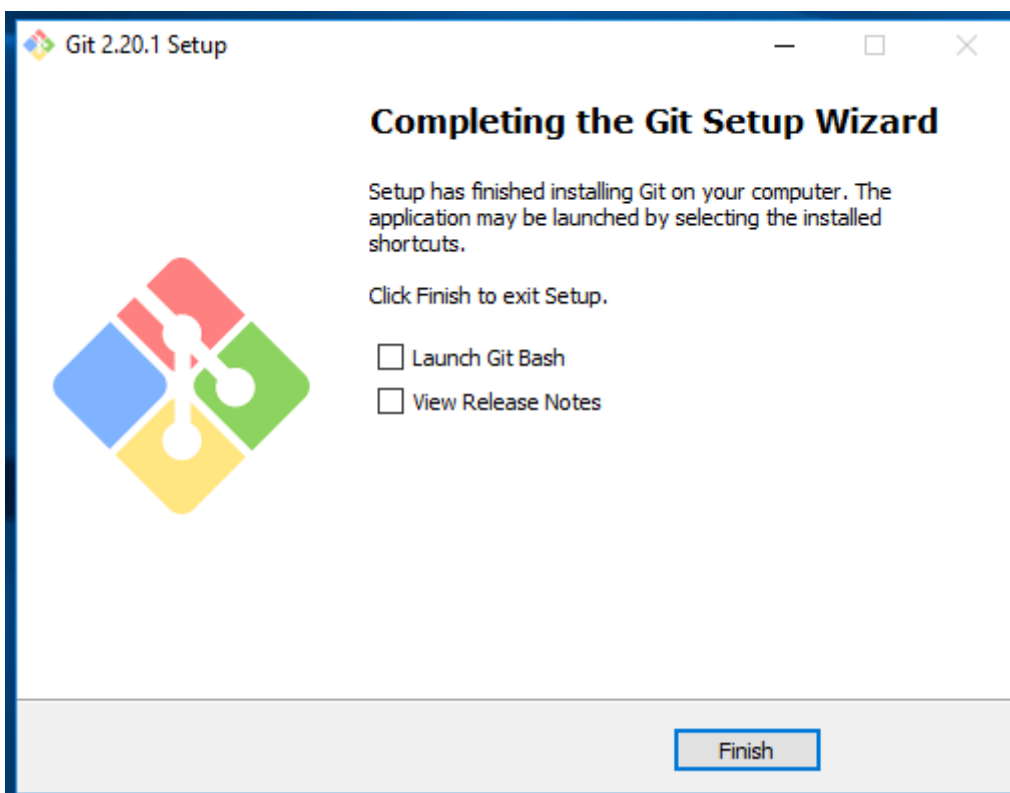 Git 2.20.1 Setup
Completing the Git Setup Wizard
Setup has finished installing Git on your computer. The
application may be launched by selecting the installed
shortcuts.
Click Finish to exit Setup.
Launch Git Bash
View Release Notes
Finish